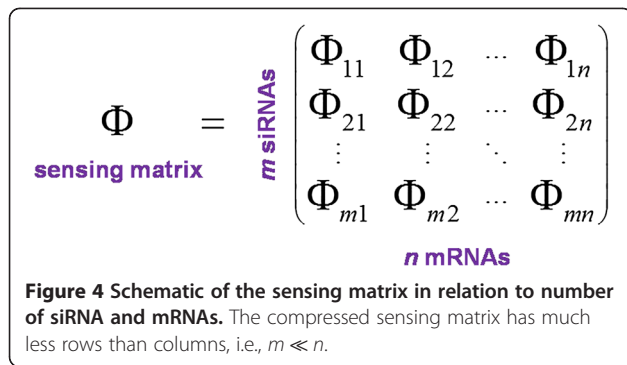 Φ = m siRNAs
Φ11 Φ12 ... Φ1n
Φ21 Φ22 ... Φ2n
⋮ ⋮ ⋱ ⋮
Φm1 Φm2 ... Φmn
sensing matrix
n mRNAs
Figure 4 Schematic of the sensing matrix in relation to number
of siRNA and mRNAs. The compressed sensing matrix has much
less rows than columns, i.e., m ≪ n.